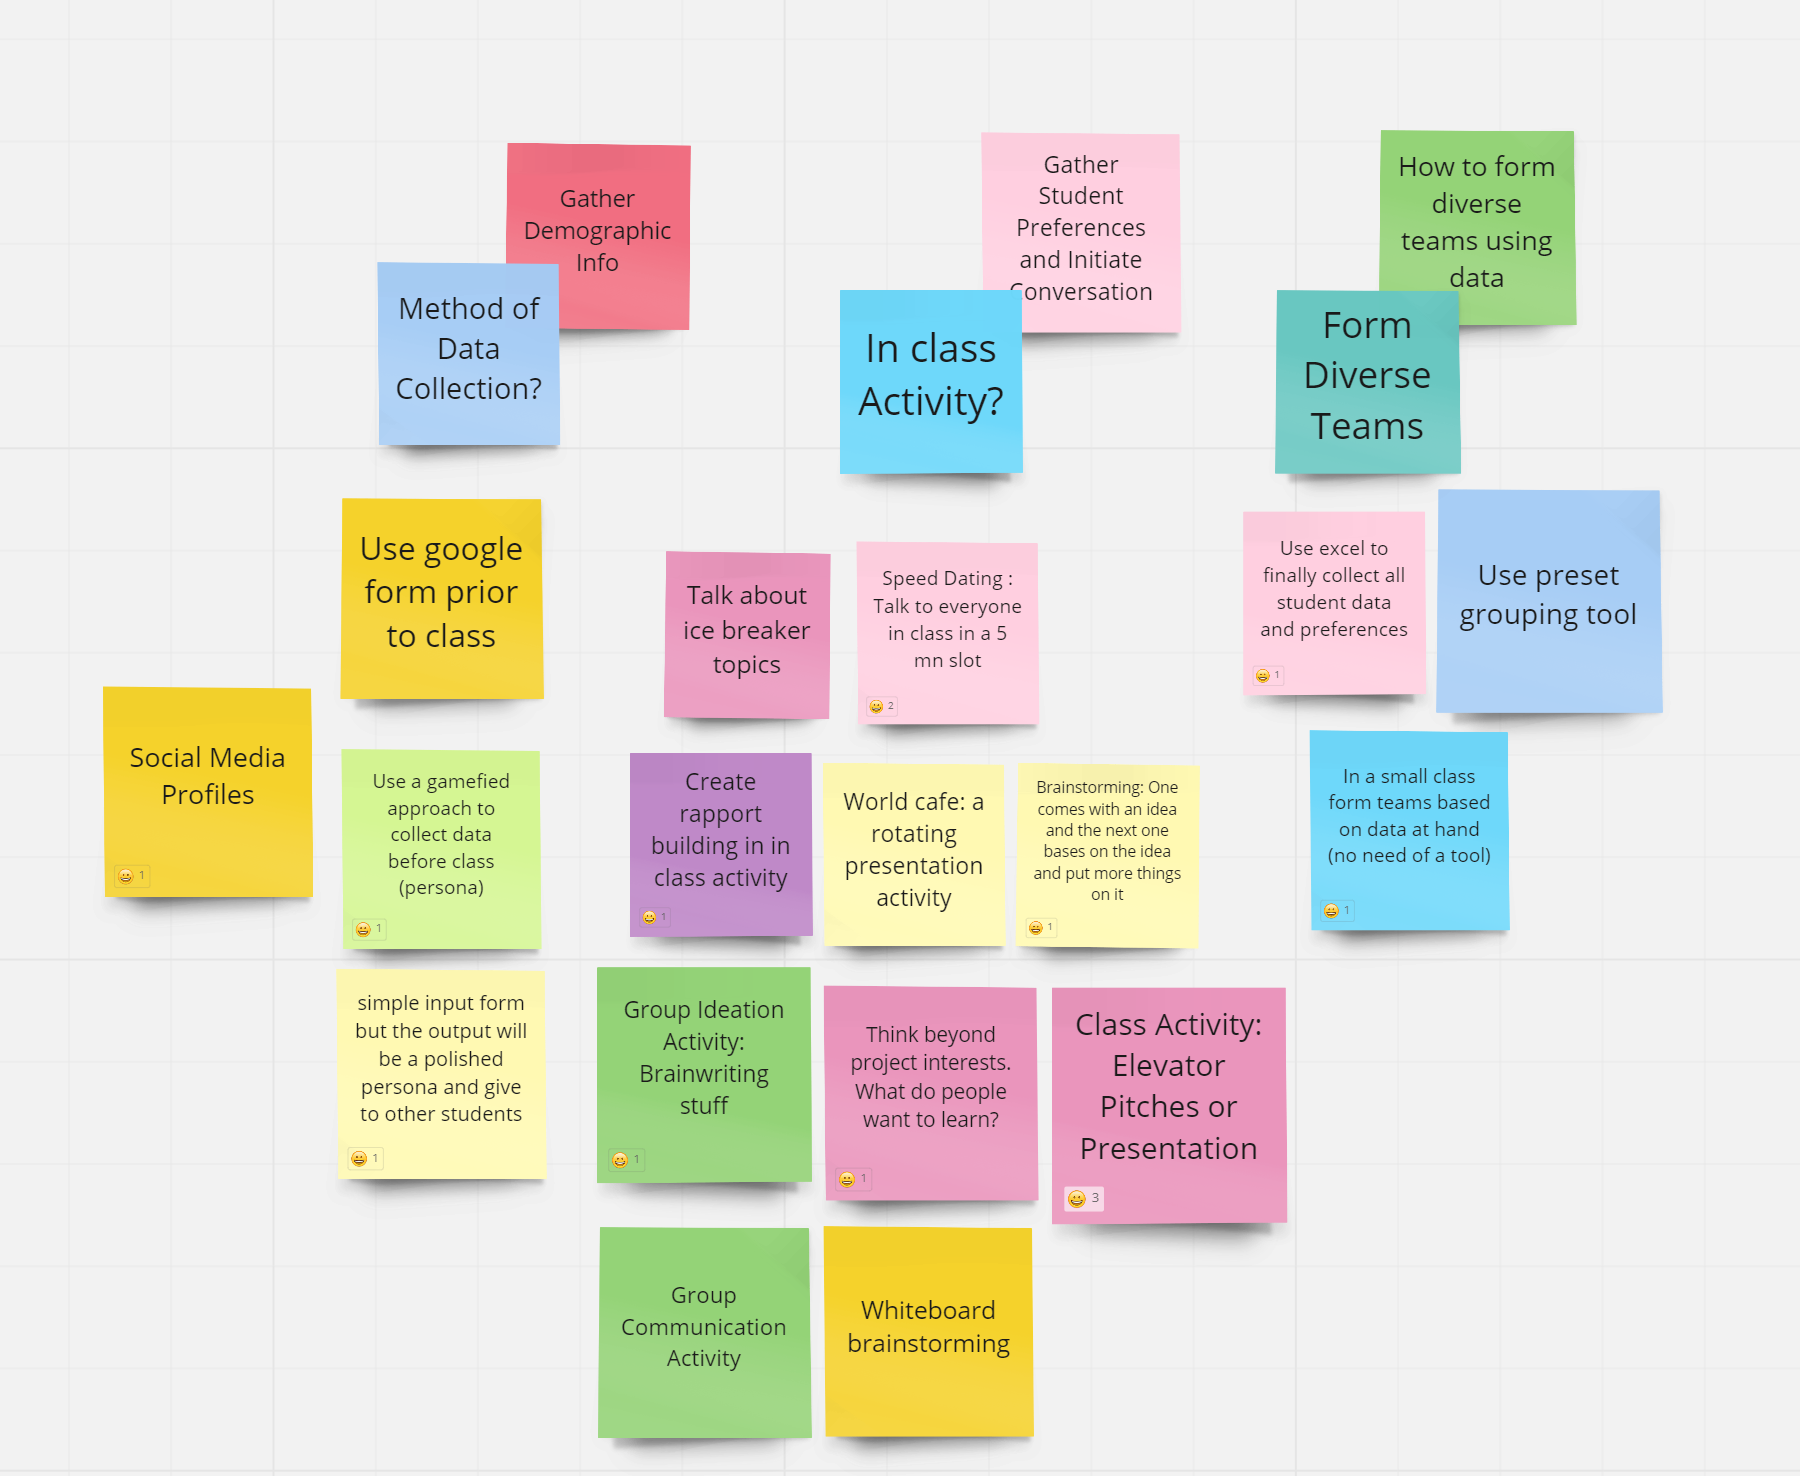 Gather
Demographic
Info
Method of
Data
Collection?
Gather
Student
Preferences
and Initiate
Conversation
In class
Activity?
How to form
diverse
teams using
data
Form
Diverse
Teams
Use google
form prior
to class
Social Media
Profiles
1
Use a gamefied
approach to
collect data
before class
(persona)
1
simple input form
but the output will
be a polished
persona and give
to other students
1
Talk about
ice breaker
topics
Speed Dating :
Talk to everyone
in class in a 5
mn slot
2
Create
rapport
building in in
class activity
1
World cafe: a
rotating
presentation
activity
Brainstorming: One
comes with an idea
and the next one
bases on the idea
and put more things
on it
1
Group Ideation
Activity:
Brainwriting
stuff
1
Think beyond
project interests.
What do people
want to learn?
1
Class Activity:
Elevator
Pitches or
Presentation
3
Group
Communication
Activity
Whiteboard
brainstorming
Use excel to
finally collect all
student data
and preferences
1
Use preset
grouping tool
In a small class
form teams based
on data at hand
(no need of a tool)
1